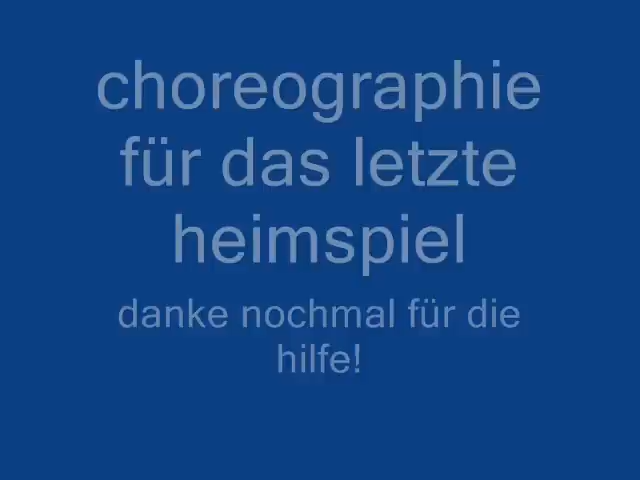 choreographie
für das letzte
heimspiel
danke nochmal für die
hilfe!